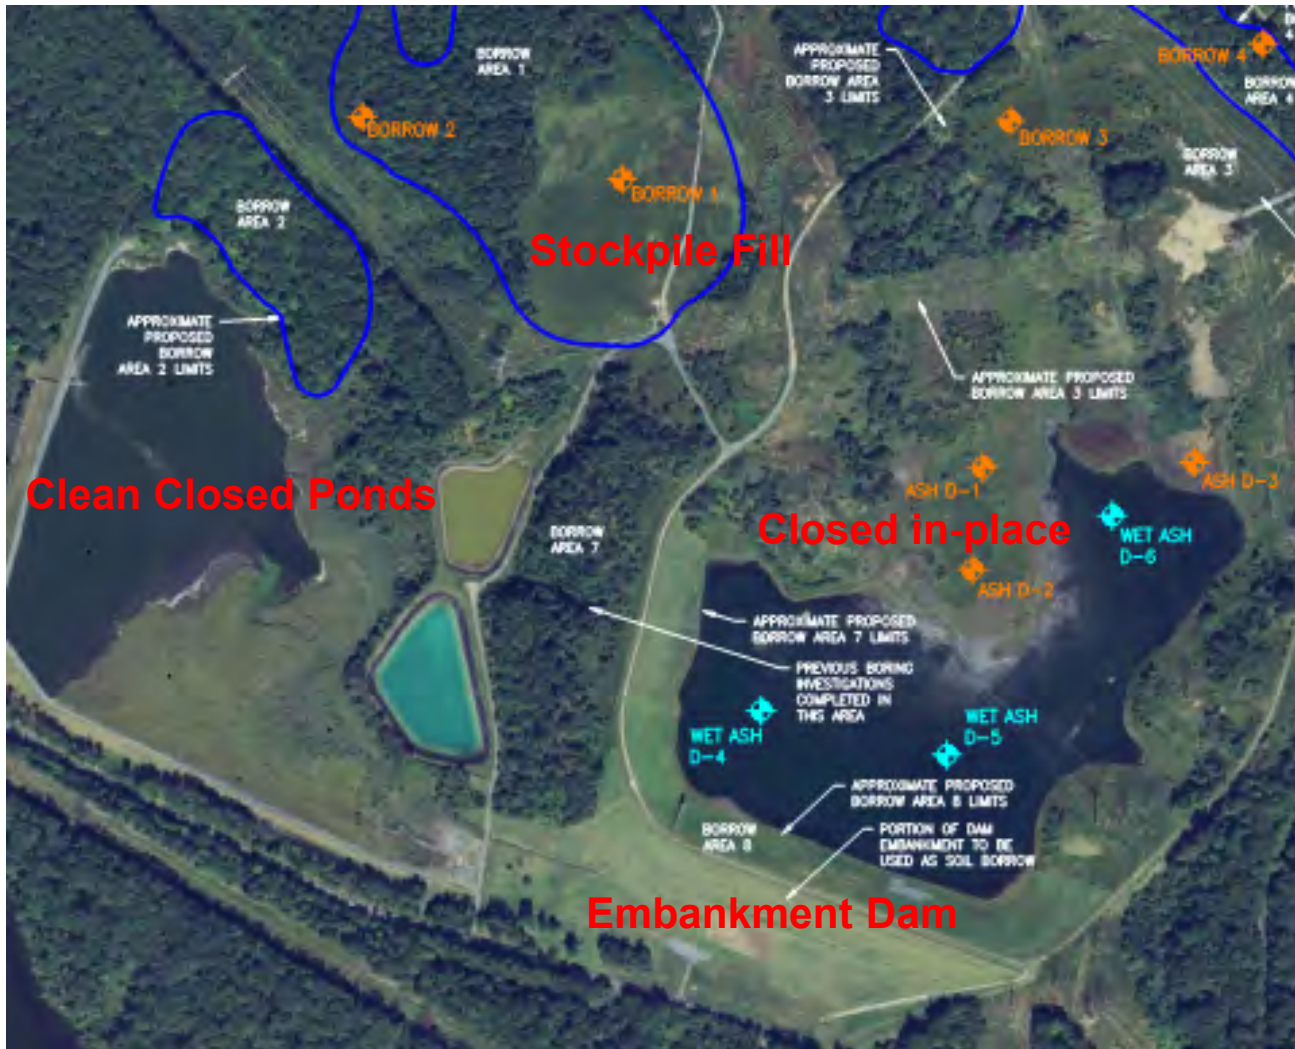 BORROW
AREA 1
APPROXIMATE
PROPOSED
BORROW AREA
3 LIMITS
BORROW 4
BORROW
AREA 4
BORROW 2
BORROW 3
BORROW
AREA 3
BORROW 1
BORROW
AREA 2
Stockpile Fill
APPROXIMATE
PROPOSED
BORROW
AREA 2 LIMITS
APPROXIMATE PROPOSED
BORROW AREA 3 LIMITS
Clean Closed Ponds
ASH D-1
ASH D-3
Closed in-place
BORROW
AREA 7
WET ASH
D-6
ASH D-2
APPROXIMATE PROPOSED
BORROW AREA 7 LIMITS
PREVIOUS BORING
INVESTIGATIONS
COMPLETED IN
THIS AREA
WET ASH
D-4
WET ASH
D-5
APPROXIMATE PROPOSED
BORROW AREA 8 LIMITS
BORROW
AREA 8
PORTION OF DAM
EMBANKMENT TO BE
USED AS SOIL BORROW
Embankment Dam